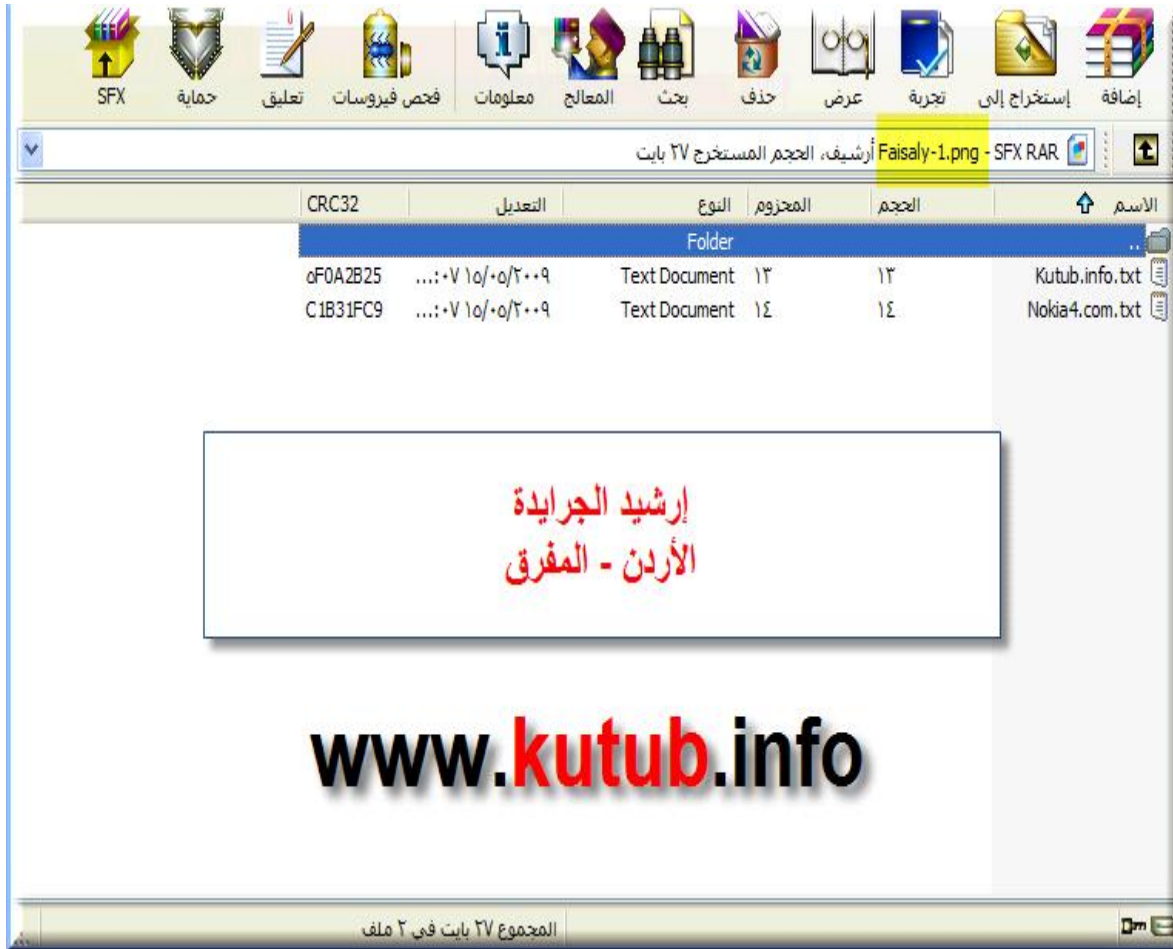 إضافة إستخراج إلى تجربة عرض حذف بحث المعالج معلومات فحص فيروسات تعليق حماية SFX
Faisaly-1.png - SFX RAR أرشيف، الحجم المستخرج ٢٧ بايت
الاسم الحجم المحزوم النوع التعديل CRC32
.. Folder
Kutub.info.txt ١٣ ١٣ Text Document ١٥/٠٥/٢٠٠٩ ٠٧:... 0F0A2B25
Nokia4.com.txt ١٤ ١٤ Text Document ١٥/٠٥/٢٠٠٩ ٠٧:... C1B31FC9
إرشيد الجرايدة
الأردن - المفرق
www.kutub.info
المجموع ٢٧ بايت في ٢ ملف